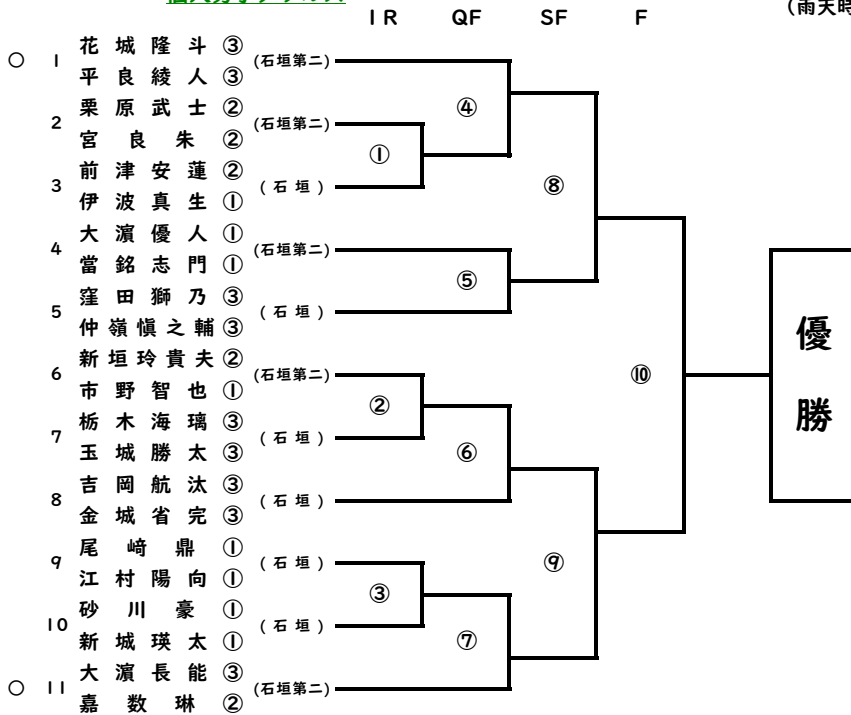 (雨天時
1R QF SF F
○ 1 花城隆斗 ③ (石垣第二)
平良綾人 ③
2 栗原武士 ② (石垣第二)
宮良朱 ②
3 前津安蓮 ② (石垣)
伊波真生 ①
4 大濵優人 ① (石垣第二)
當銘志門 ①
5 窪田獅乃 ③ (石垣)
仲嶺愼之輔 ③
6 新垣玲貴夫 ② (石垣第二)
市野智也 ①
7 栃木海璃 ③ (石垣)
玉城勝太 ③
8 吉岡航汰 ③ (石垣)
金城省完 ③
9 尾﨑鼎 ① (石垣)
江村陽向 ①
10 砂川豪 ① (石垣)
新城瑛太 ①
○ 11 大濵長能 ③ (石垣第二)
嘉数琳 ②
①
②
③
④
⑤
⑥
⑦
⑧
⑨
⑩
優勝